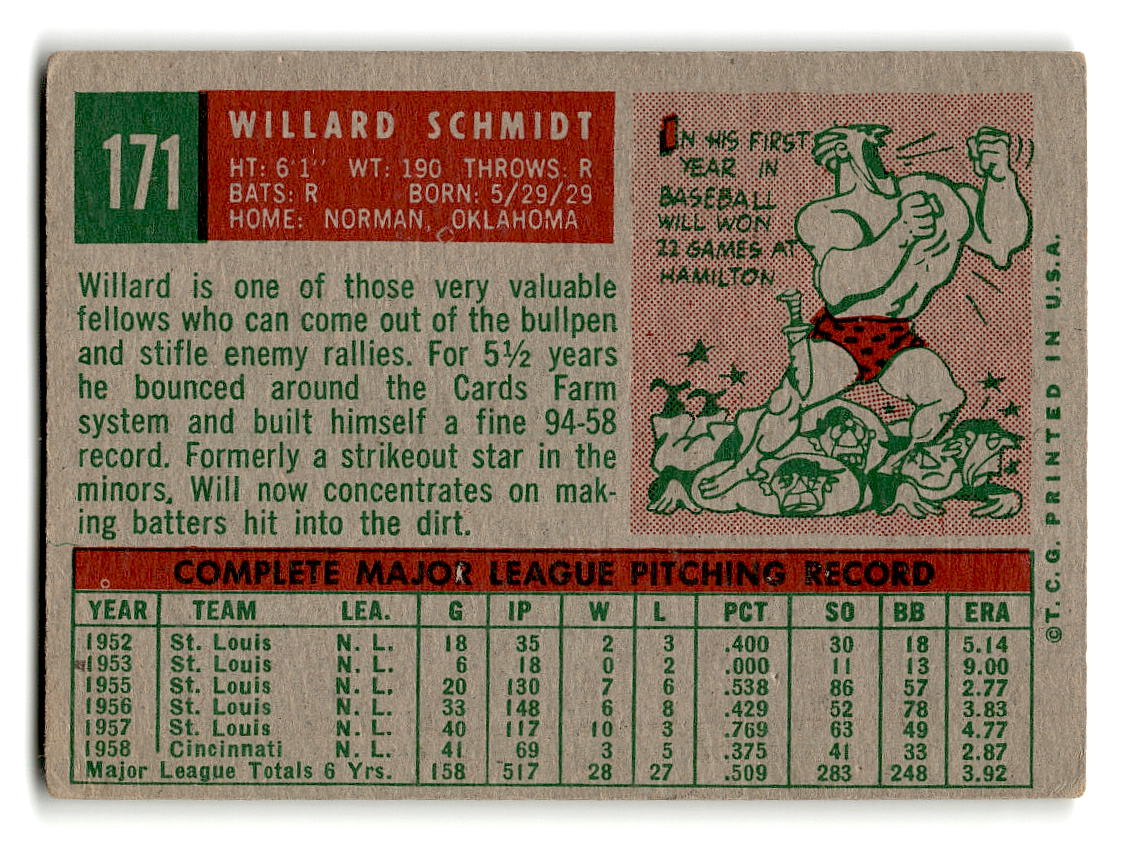 171
WILLARD SCHMIDT
HT: 6'1" WT: 190 THROWS: R
BATS: R BORN: 5/29/29
HOME: NORMAN, OKLAHOMA
IN HIS FIRST
YEAR IN
BASEBALL
WILL WON
22 GAMES AT
HAMILTON
Willard is one of those very valuable
fellows who can come out of the bullpen
and stifle enemy rallies. For 5½ years
he bounced around the Cards Farm
system and built himself a fine 94-58
record. Formerly a strikeout star in the
minors, Will now concentrates on mak-
ing batters hit into the dirt.
COMPLETE MAJOR LEAGUE PITCHING RECORD
YEAR TEAM LEA. G IP W L PCT SO BB ERA
1952 St. Louis N. L. 18 35 2 3 .400 30 18 5.14
1953 St. Louis N. L. 6 18 0 2 .000 11 13 9.00
1955 St. Louis N. L. 20 130 7 6 .538 86 57 2.77
1956 St. Louis N. L. 33 148 6 8 .429 52 78 3.83
1957 St. Louis N. L. 40 117 10 3 .769 63 49 4.77
1958 Cincinnati N. L. 41 69 3 5 .375 41 33 2.87
Major League Totals 6 Yrs. 158 517 28 27 .509 283 248 3.92
©T. C. G. PRINTED IN U.S.A.